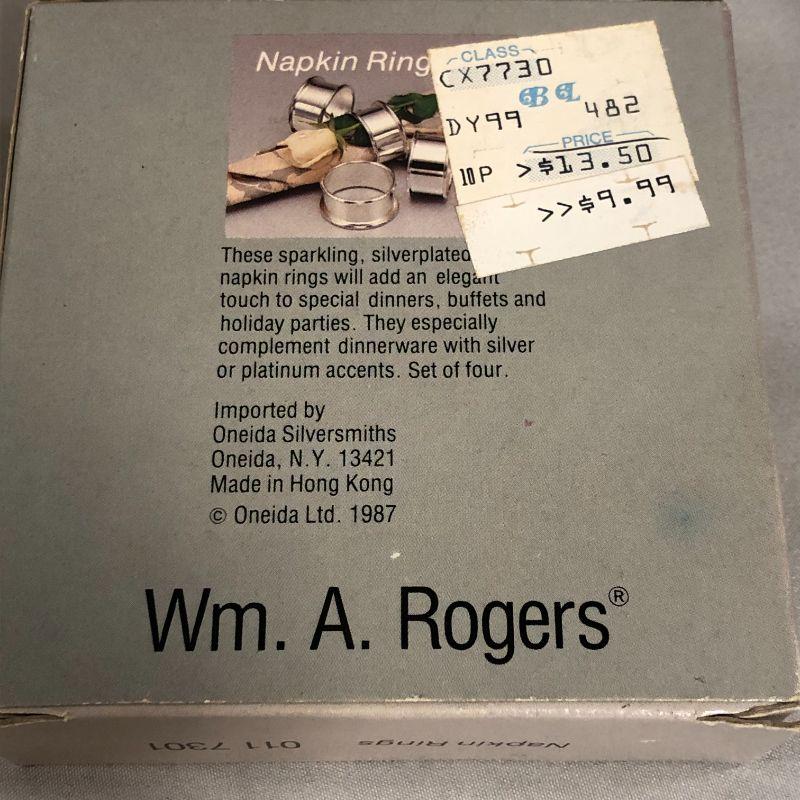 Napkin Ring
CLASS
CX7730
BL
DY99 482
PRICE
10P >$13.50
>>$9.99
These sparkling, silverplated
napkin rings will add an elegant
touch to special dinners, buffets and
holiday parties. They especially
complement dinnerware with silver
or platinum accents. Set of four.
Imported by
Oneida Silversmiths
Oneida, N.Y. 13421
Made in Hong Kong
© Oneida Ltd. 1987
Wm. A. Rogers®
Napkin Rings 011 7301